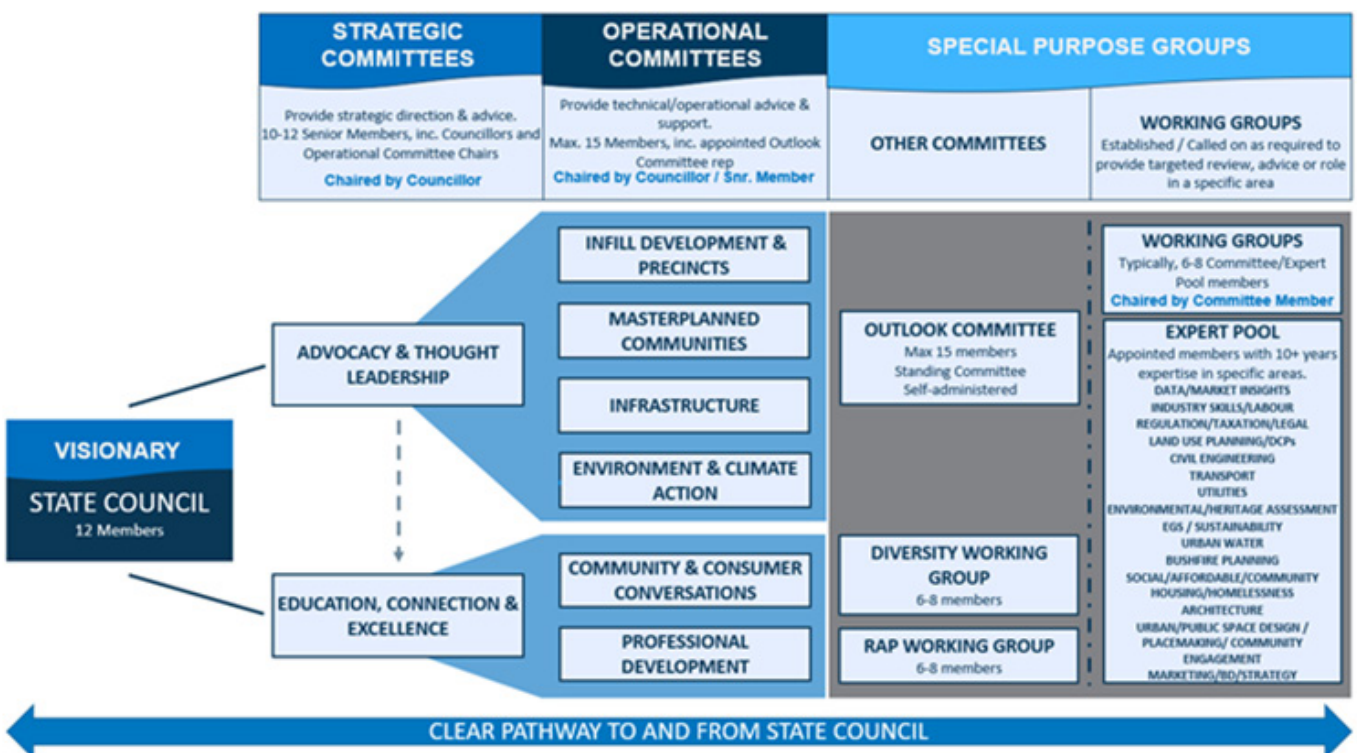 STRATEGIC
COMMITTEES
OPERATIONAL
COMMITTEES
SPECIAL PURPOSE GROUPS
Provide strategic direction & advice.
10-12 Senior Members, inc. Councillors and
Operational Committee Chairs
Chaired by Councillor
Provide technical/operational advice &
support.
Max. 15 Members, inc. appointed Outlook
Committee rep
Chaired by Councillor / Snr. Member
OTHER COMMITTEES
WORKING GROUPS
Established / Called on as required to
provide targeted review, advice or role
in a specific area
VISIONARY
STATE COUNCIL
12 Members
ADVOCACY & THOUGHT
LEADERSHIP
EDUCATION, CONNECTION &
EXCELLENCE
INFILL DEVELOPMENT &
PRECINCTS
MASTERPLANNED
COMMUNITIES
INFRASTRUCTURE
ENVIRONMENT & CLIMATE
ACTION
COMMUNITY & CONSUMER
CONVERSATIONS
PROFESSIONAL
DEVELOPMENT
OUTLOOK COMMITTEE
Max 15 members
Standing Committee
Self-administered
DIVERSITY WORKING
GROUP
6-8 members
RAP WORKING GROUP
6-8 members
WORKING GROUPS
Typically, 6-8 Committee/Expert
Pool members
Chaired by Committee Member
EXPERT POOL
Appointed members with 10+ years
expertise in specific areas.
DATA/MARKET INSIGHTS
INDUSTRY SKILLS/LABOUR
REGULATION/TAXATION/LEGAL
LAND USE PLANNING/DCPs
CIVIL ENGINEERING
TRANSPORT
UTILITIES
ENVIRONMENTAL/HERITAGE ASSESSMENT
EGS / SUSTAINABILITY
URBAN WATER
BUSHFIRE PLANNING
SOCIAL/AFFORDABLE/COMMUNITY
HOUSING/HOMELESSNESS
ARCHITECTURE
URBAN/PUBLIC SPACE DESIGN /
PLACEMAKING/ COMMUNITY
ENGAGEMENT
MARKETING/BD/STRATEGY
CLEAR PATHWAY TO AND FROM STATE COUNCIL